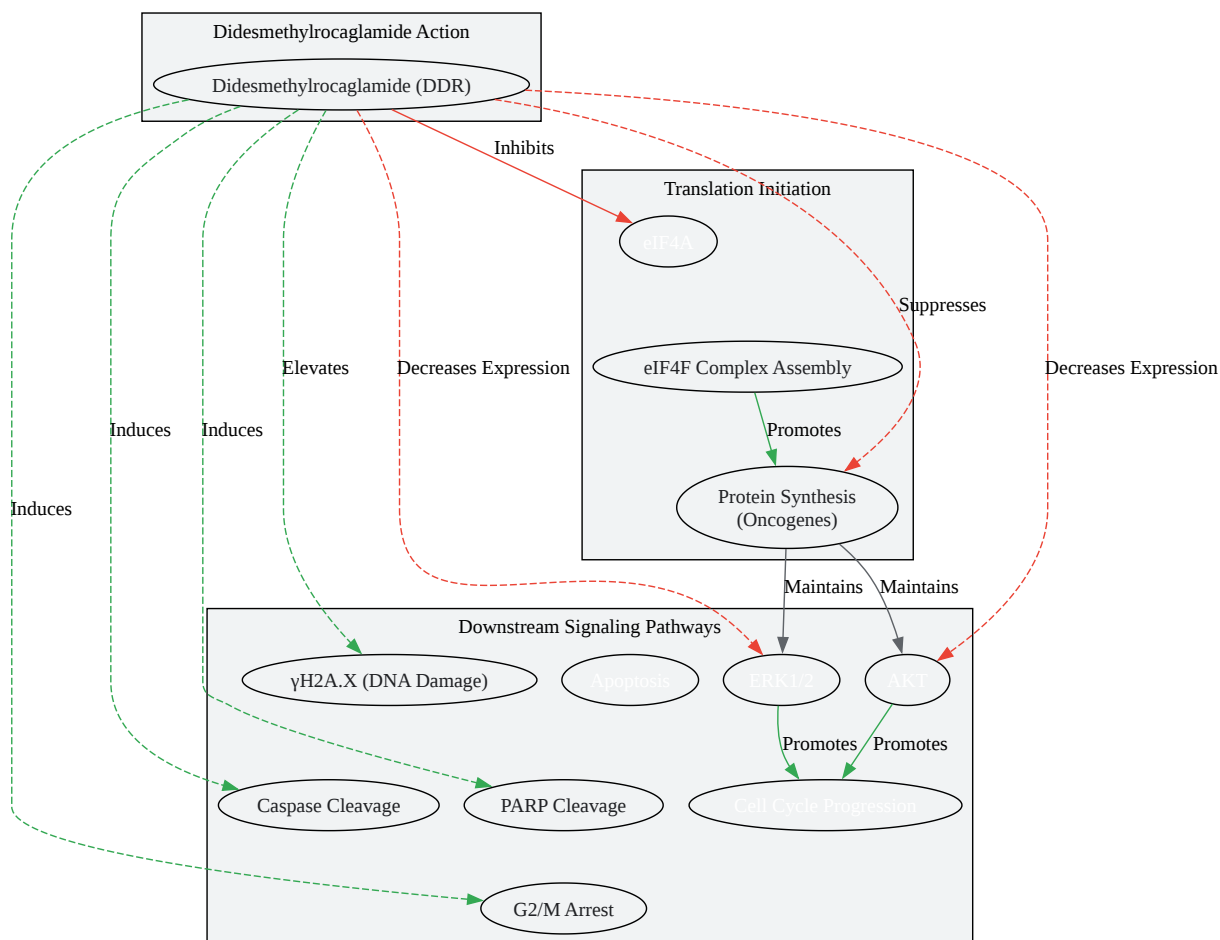 Didesmethylrocaglamide Action
Didesmethylrocaglamide (DDR)
Inhibits
Translation Initiation
eIF4A
Suppresses
Elevates
Decreases Expression
eIF4F Complex Assembly
Decreases Expression
Induces
Induces
Promotes
Protein Synthesis
(Oncogenes)
Induces
Maintains
Maintains
Downstream Signaling Pathways
γH2A.X (DNA Damage)
Apoptosis
ERK1/2
AKT
Promotes
Promotes
Caspase Cleavage
PARP Cleavage
Cell Cycle Progression
G2/M Arrest